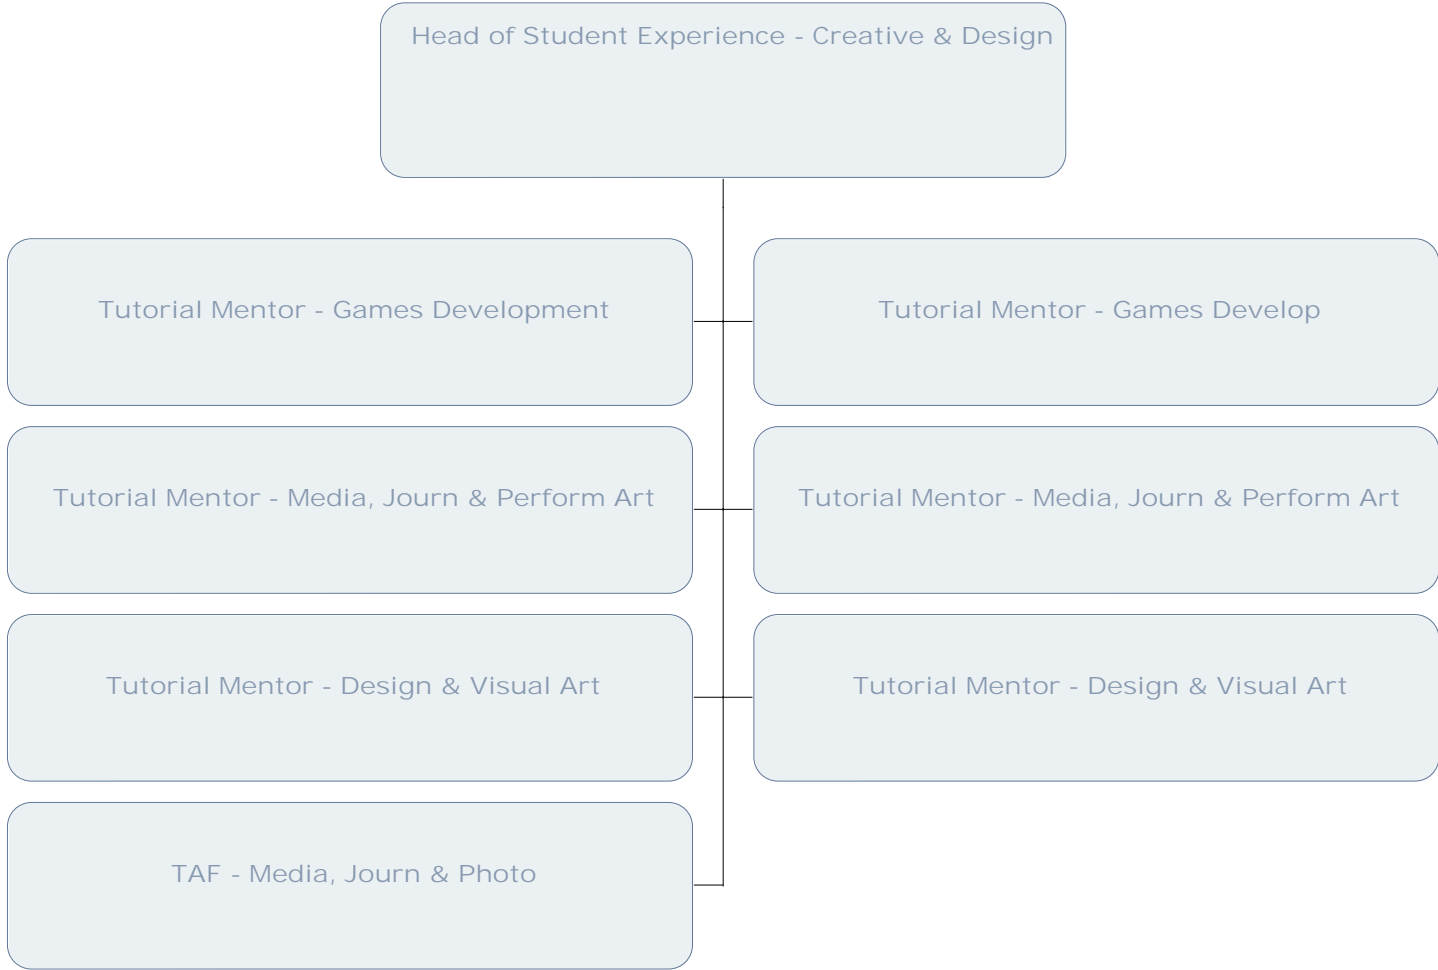 Head of Student Experience - Creative & Design
Tutorial Mentor - Games Development
Tutorial Mentor - Games Develop
Tutorial Mentor - Media, Journ & Perform Art
Tutorial Mentor - Media, Journ & Perform Art
Tutorial Mentor - Design & Visual Art
Tutorial Mentor - Design & Visual Art
TAF - Media, Journ & Photo